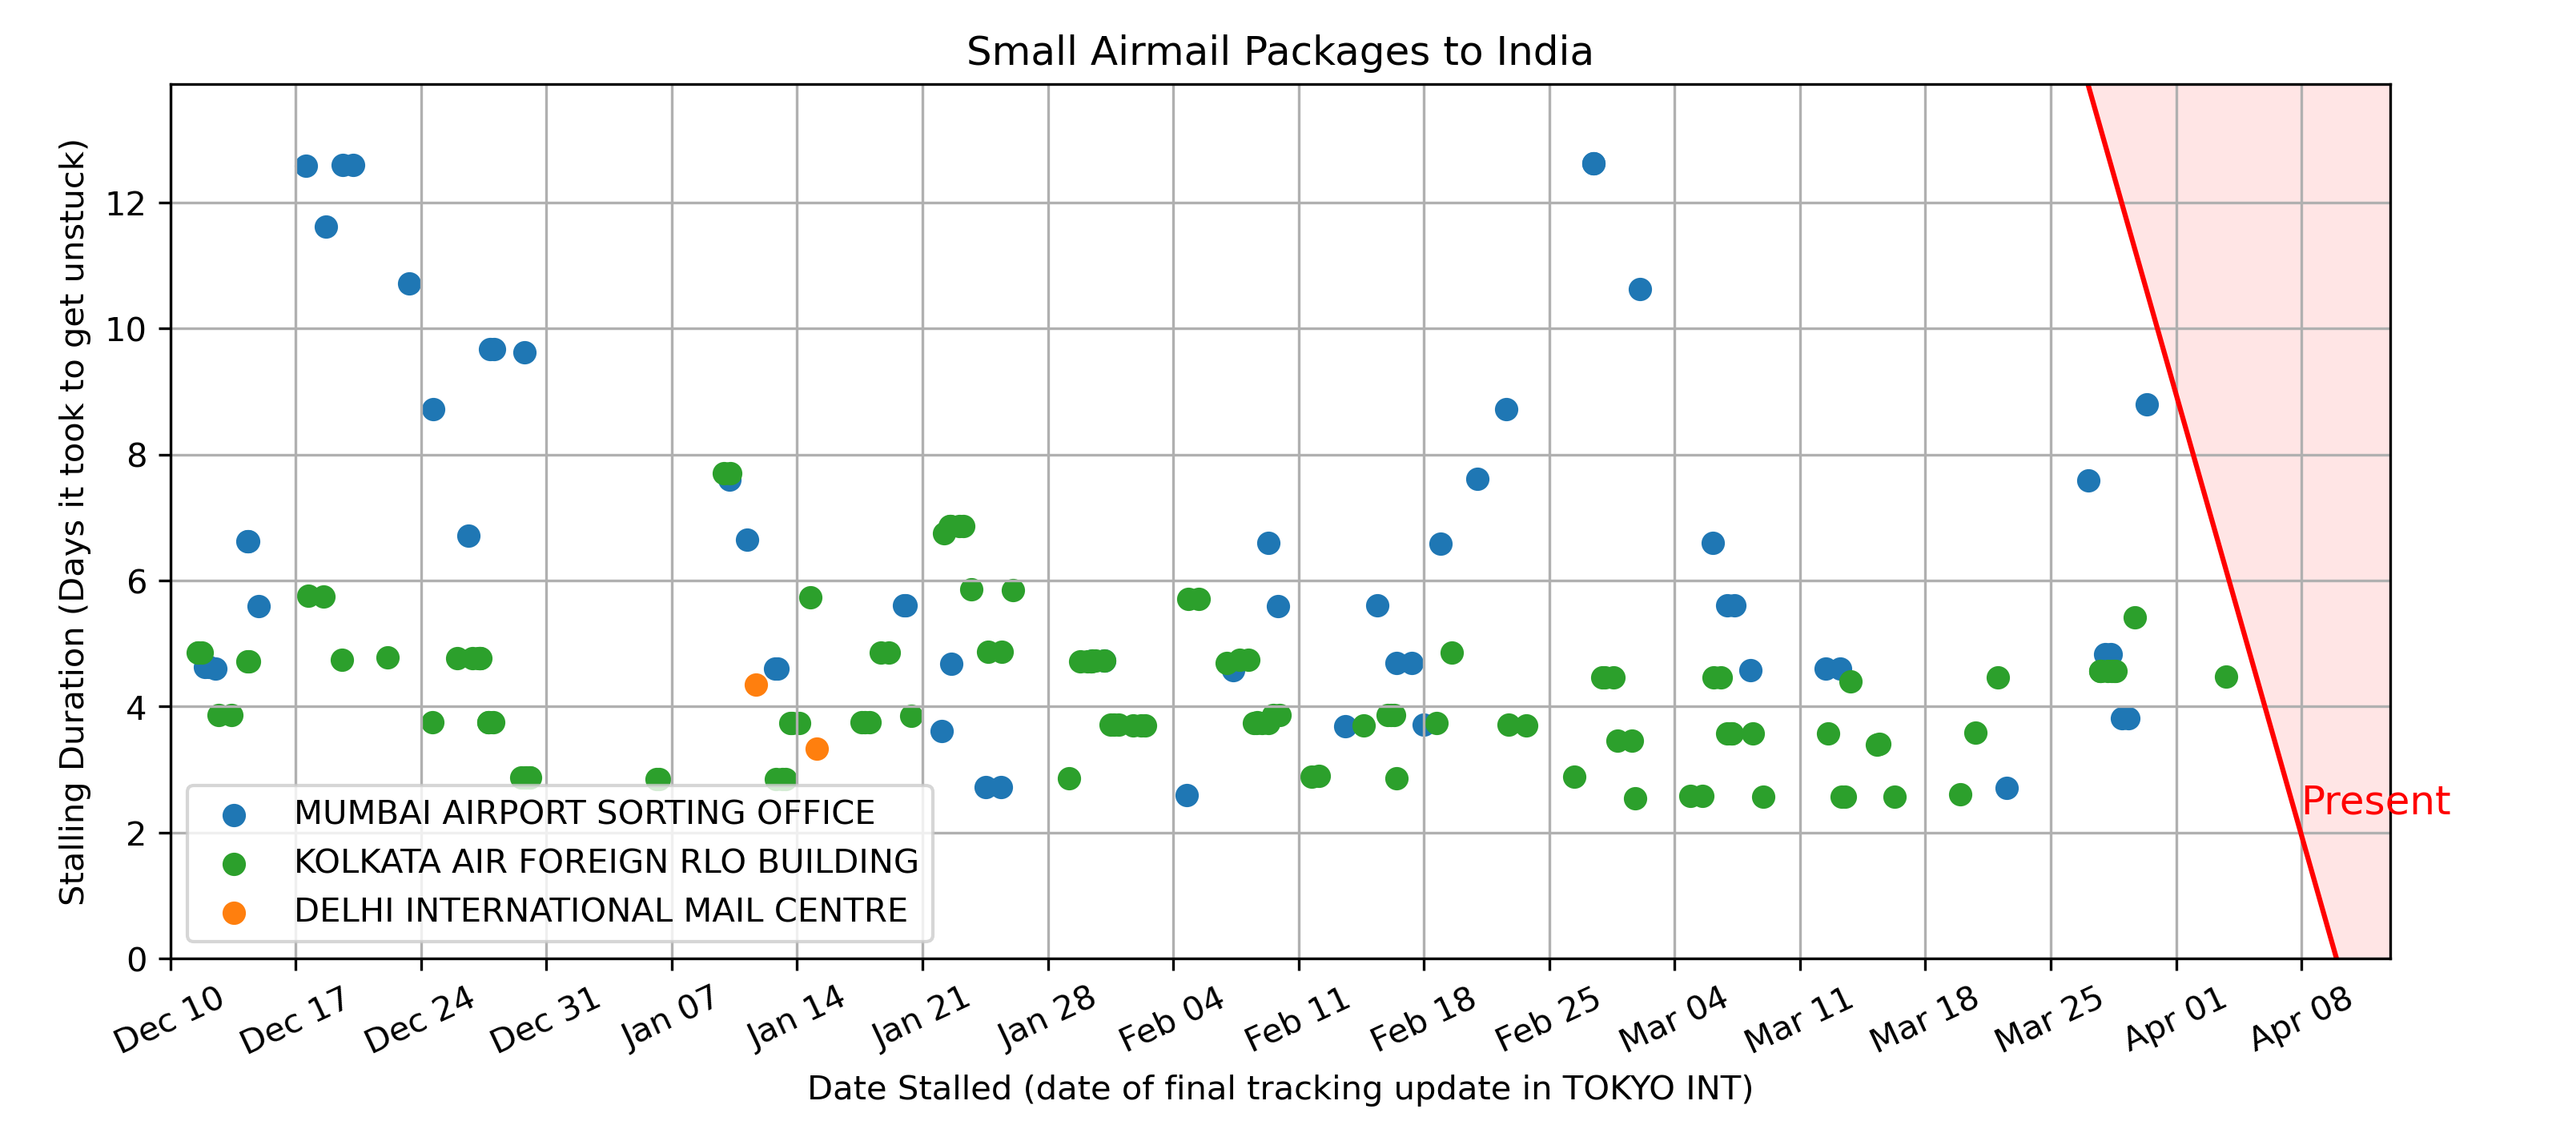 Small Airmail Packages to India
Stalling Duration (Days it took to get unstuck)
12
10
8
6
4
2
0
MUMBAI AIRPORT SORTING OFFICE
KOLKATA AIR FOREIGN RLO BUILDING
DELHI INTERNATIONAL MAIL CENTRE
Present
Dec 10
Dec 17
Dec 24
Dec 31
Jan 07
Jan 14
Jan 21
Jan 28
Feb 04
Feb 11
Feb 18
Feb 25
Mar 04
Mar 11
Mar 18
Mar 25
Apr 01
Apr 08
Date Stalled (date of final tracking update in TOKYO INT)